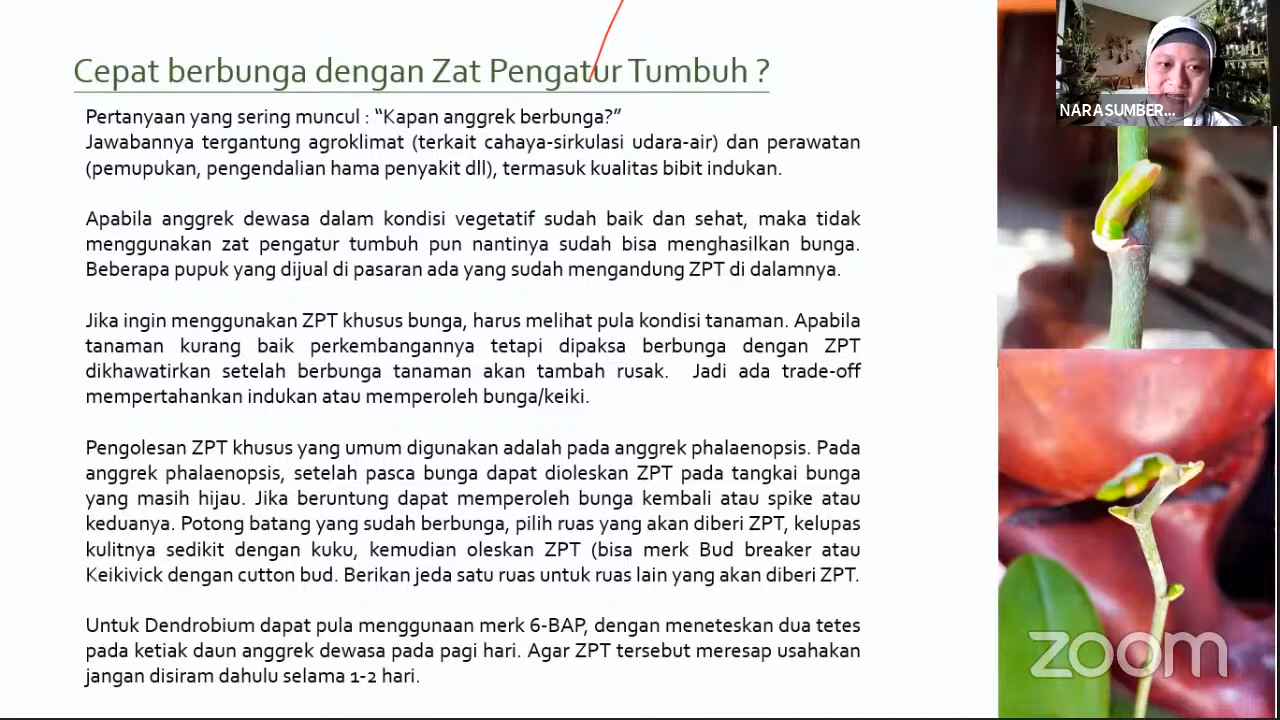 Cepat berbunga dengan Zat Pengatur Tumbuh ?
Pertanyaan yang sering muncul : “Kapan anggrek berbunga?”
Jawabannya tergantung agroklimat (terkait cahaya-sirkulasi udara-air) dan perawatan
(pemupukan, pengendalian hama penyakit dll), termasuk kualitas bibit indukan.
Apabila anggrek dewasa dalam kondisi vegetatif sudah baik dan sehat, maka tidak
menggunakan zat pengatur tumbuh pun nantinya sudah bisa menghasilkan bunga.
Beberapa pupuk yang dijual di pasaran ada yang sudah mengandung ZPT di dalamnya.
Jika ingin menggunakan ZPT khusus bunga, harus melihat pula kondisi tanaman. Apabila
tanaman kurang baik perkembangannya tetapi dipaksa berbunga dengan ZPT
dikhawatirkan setelah berbunga tanaman akan tambah rusak. Jadi ada trade-off
mempertahankan indukan atau memperoleh bunga/keiki.
Pengolesan ZPT khusus yang umum digunakan adalah pada anggrek phalaenopsis. Pada
anggrek phalaenopsis, setelah pasca bunga dapat dioleskan ZPT pada tangkai bunga
yang masih hijau. Jika beruntung dapat memperoleh bunga kembali atau spike atau
keduanya. Potong batang yang sudah berbunga, pilih ruas yang akan diberi ZPT, kelupas
kulitnya sedikit dengan kuku, kemudian oleskan ZPT (bisa merk Bud breaker atau
Keikivick dengan cutton bud. Berikan jeda satu ruas untuk ruas lain yang akan diberi ZPT.
Untuk Dendrobium dapat pula menggunaan merk 6-BAP, dengan meneteskan dua tetes
pada ketiak daun anggrek dewasa pada pagi hari. Agar ZPT tersebut meresap usahakan
jangan disiram dahulu selama 1-2 hari.
NARASUMBER...
zoom